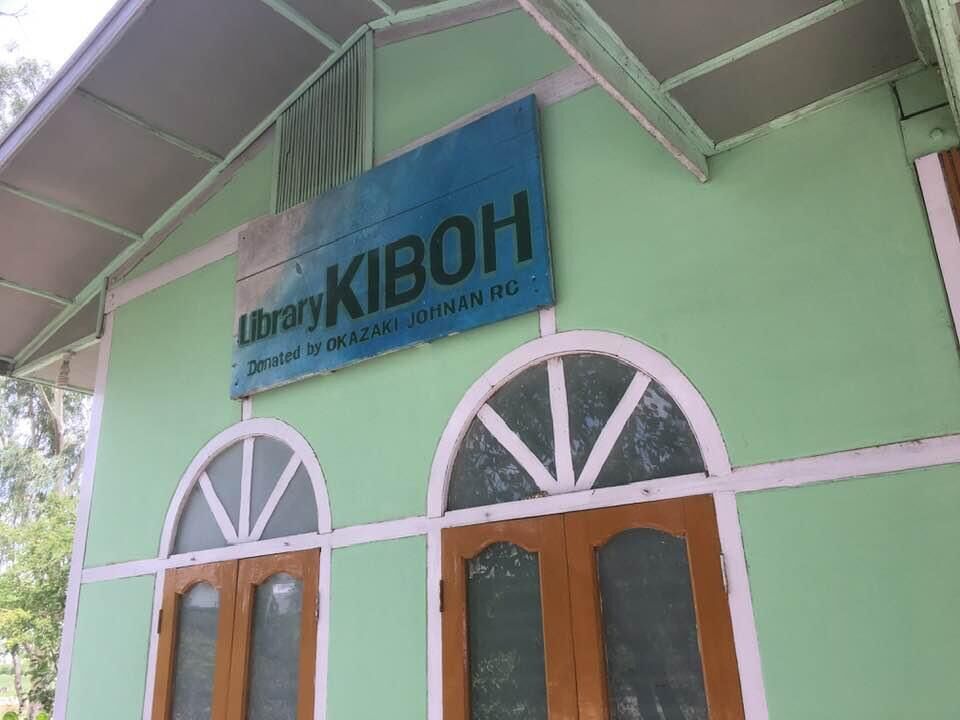 Library KIBOH
Donated by OKAZAKI JOHNAN RC